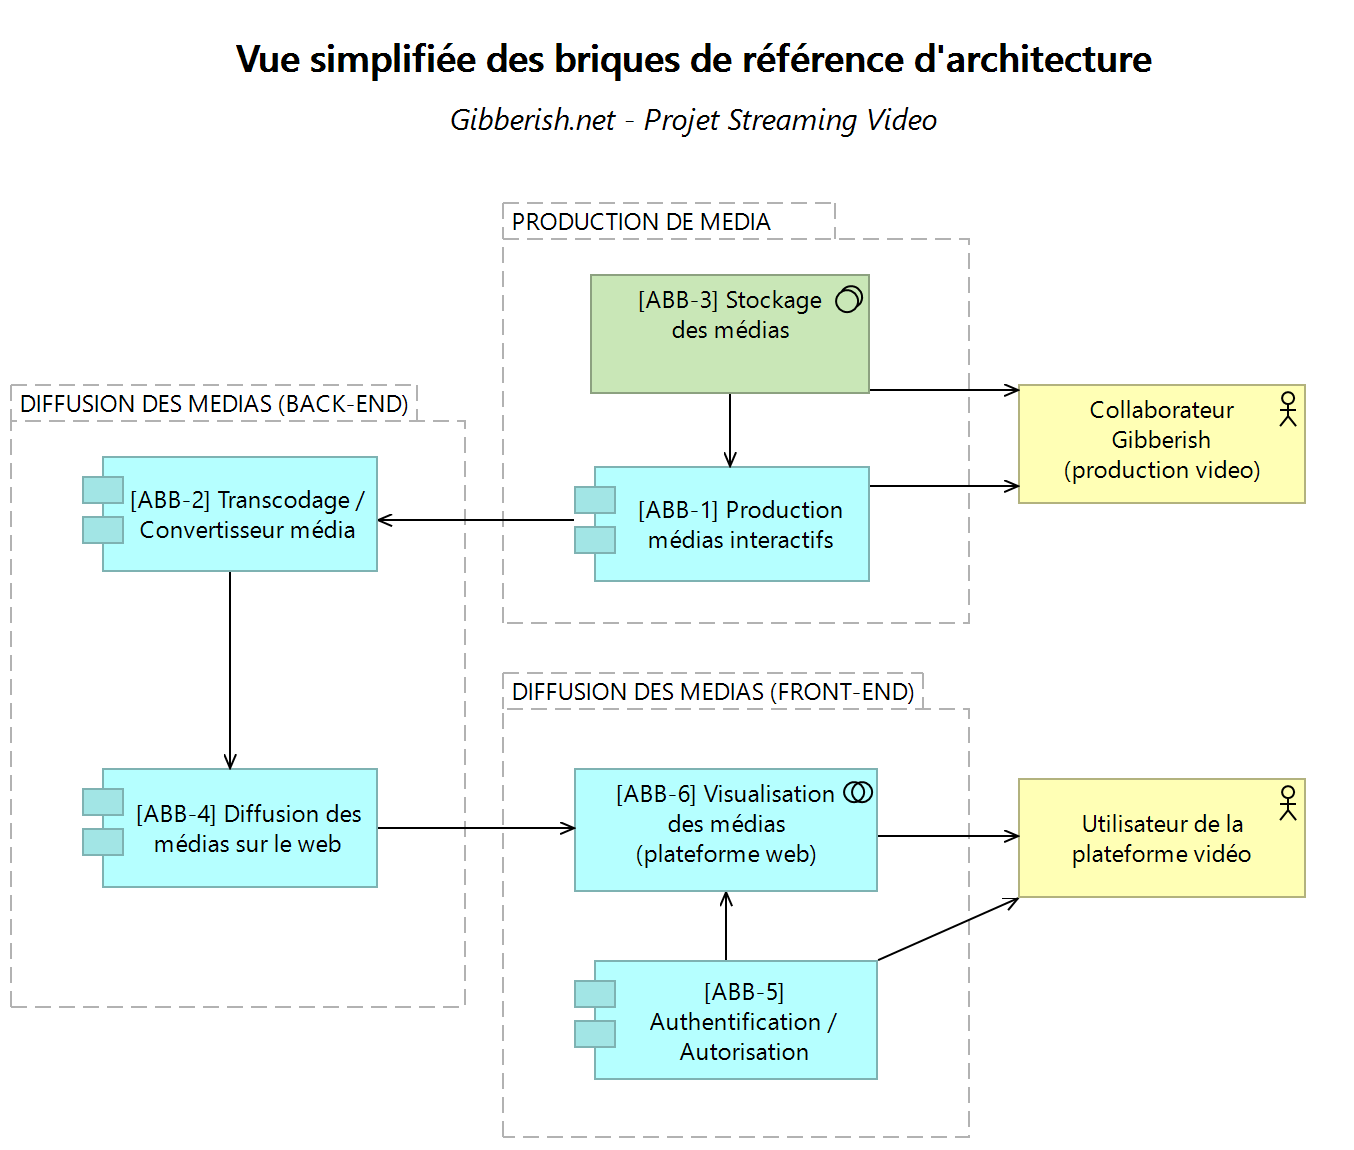 Vue simplifiée des briques de référence d'architecture
Gibberish.net - Projet Streaming Video
PRODUCTION DE MEDIA
[ABB-3] Stockage
des médias
DIFFUSION DES MEDIAS (BACK-END)
Collaborateur
Gibberish
(production video)
[ABB-2] Transcodage /
Convertisseur média
[ABB-1] Production
médias interactifs
DIFFUSION DES MEDIAS (FRONT-END)
[ABB-4] Diffusion des
médias sur le web
[ABB-6] Visualisation
des médias
(plateforme web)
Utilisateur de la
plateforme vidéo
[ABB-5]
Authentification /
Autorisation